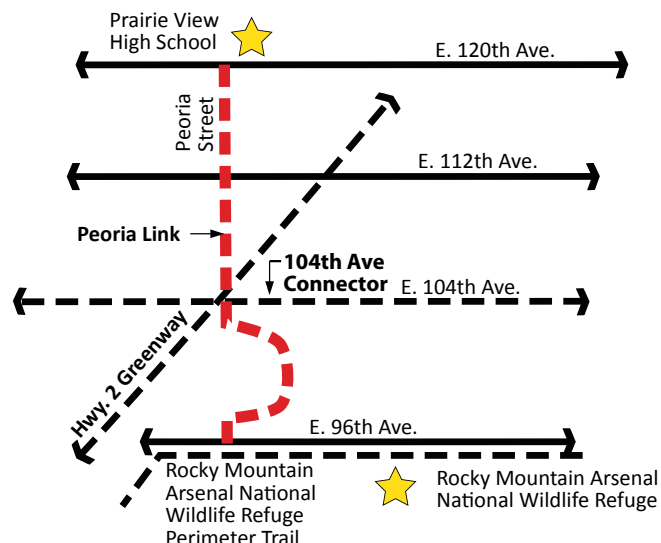 Prairie View
High School
E. 120th Ave.
Peoria
Street
E. 112th Ave.
Peoria Link
104th Ave
Connector
E. 104th Ave.
Hwy. 2 Greenway
E. 96th Ave.
Rocky Mountain
Arsenal National
Wildlife Refuge
Perimeter Trail
Rocky Mountain Arsenal
National Wildlife Refuge